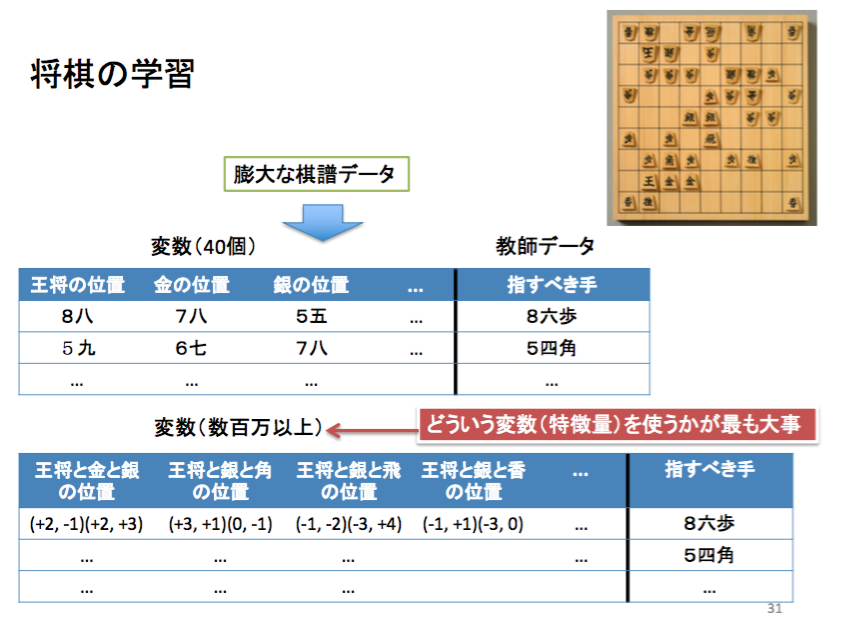 将棋の学習
膨大な棋譜データ
変数(40個)
教師データ
王将の位置 金の位置 銀の位置 … 指すべき手
8八 7八 5五 … 8六歩
5九 6七 7八 … 5四角
… … … …
変数(数百万以上)
どういう変数(特徴量)を使うかが最も大事
王将と金と銀の位置 王将と銀と角の位置 王将と銀と飛の位置 王将と銀と香の位置 … 指すべき手
(+2, -1)(+2, +3) (+3, +1)(0, -1) (-1, -2)(-3, +4) (-1, +1)(-3, 0) … 8六歩
… … … … 5四角
… … … …
31